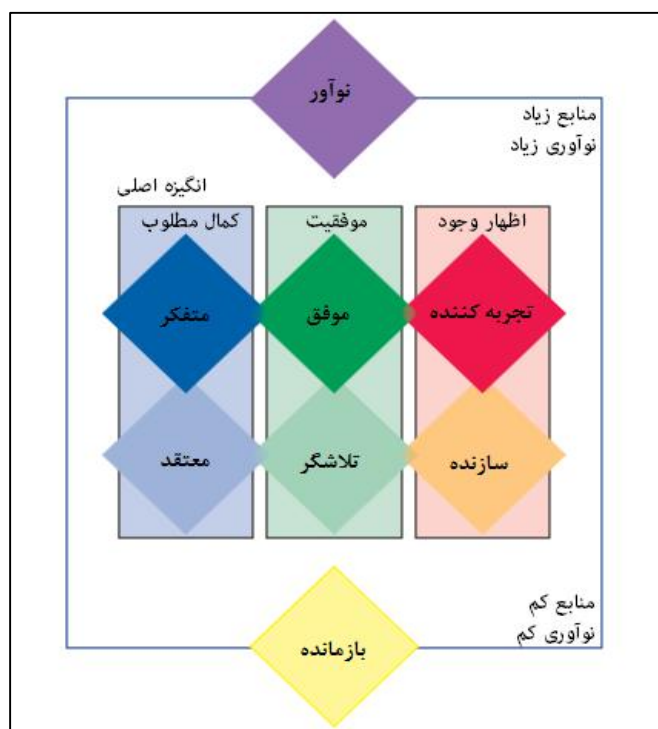 نوآور
منابع زیاد
نوآوری زیاد
انگیزه اصلی
اظهار وجود
موفقیت
کمال مطلوب
تجربه کننده
موفق
متفکر
سازنده
تلاشگر
معتقد
منابع کم
نوآوری کم
بازمانده